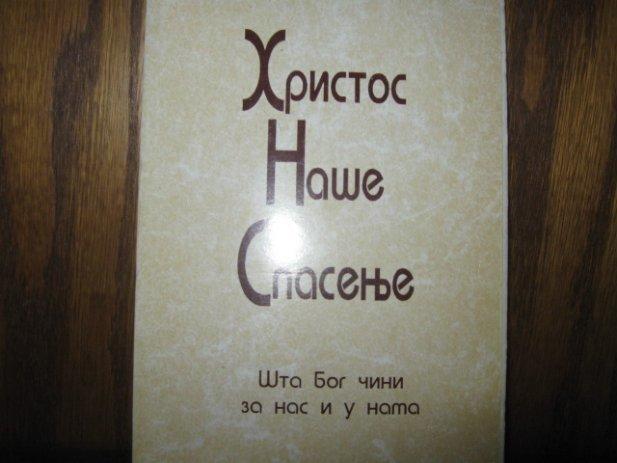 Христос
Наше
Спасење
Шта Бог чини
за нас и у нама